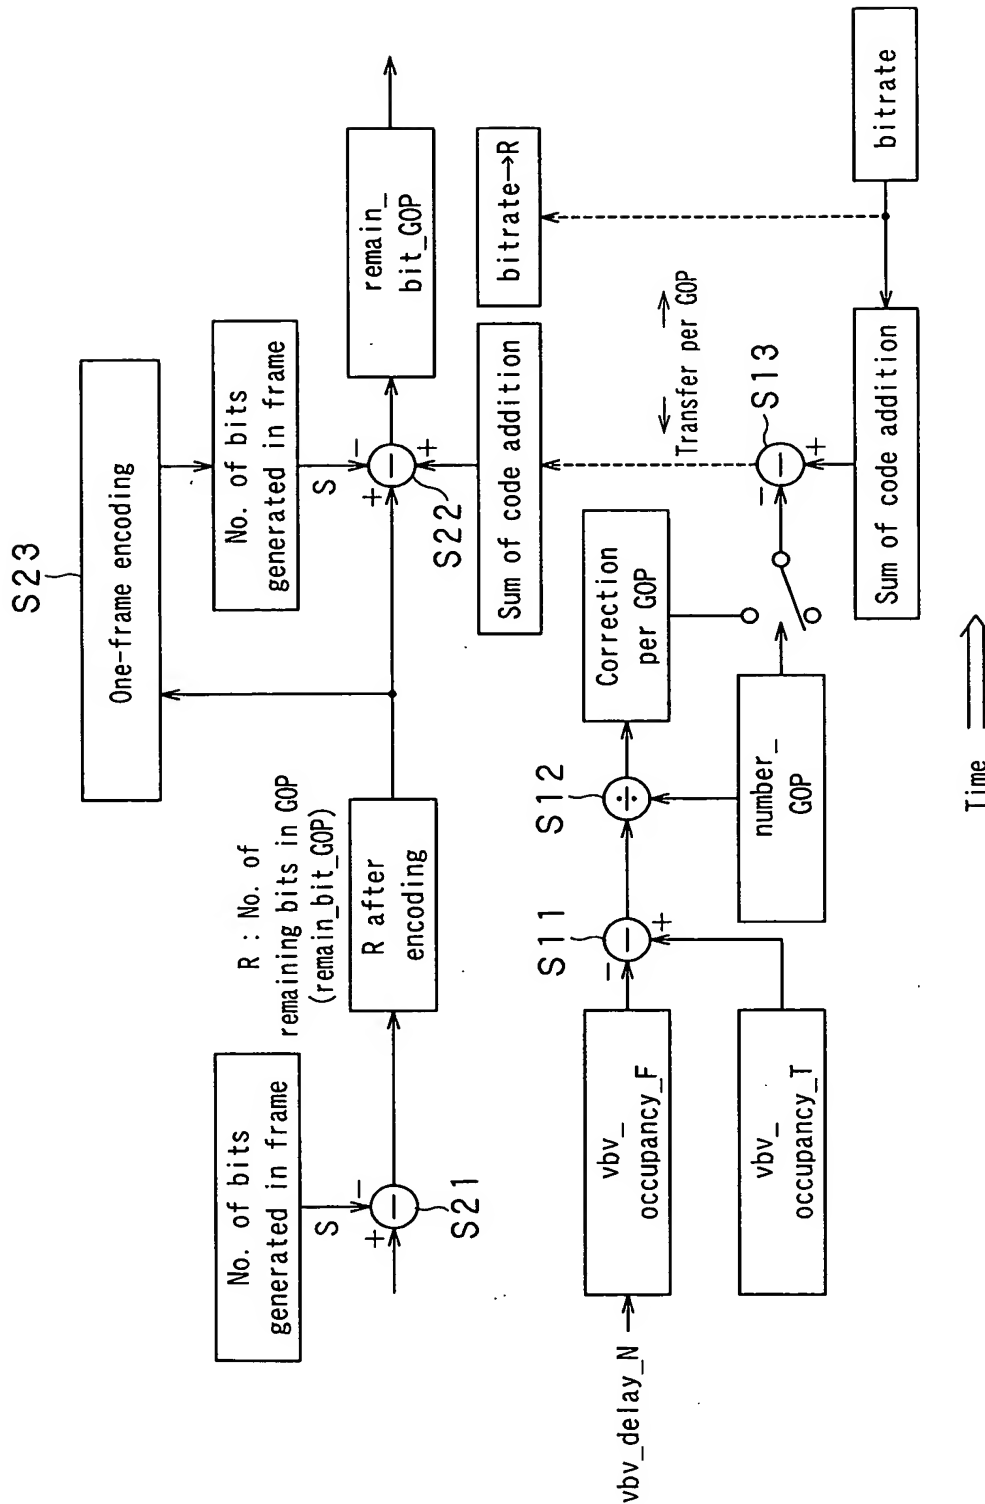 S23
One-frame encoding
No. of bits
generated in frame
S
−
+
−
+
S22
remain_
bit_GOP
R : No. of
remaining bits in GOP
(remain_bit_GOP)
R after
encoding
No. of bits
generated in frame
S
−
+
−
S21
Sum of code addition
bitrate→R
← →
Transfer per GOP
vbv_delay_N
vbv_
occupancy_F
vbv_
occupancy_T
S11
−
−
+
S12
÷
Correction
per GOP
number_
GOP
S13
−
−
+
Sum of code addition
bitrate
Time